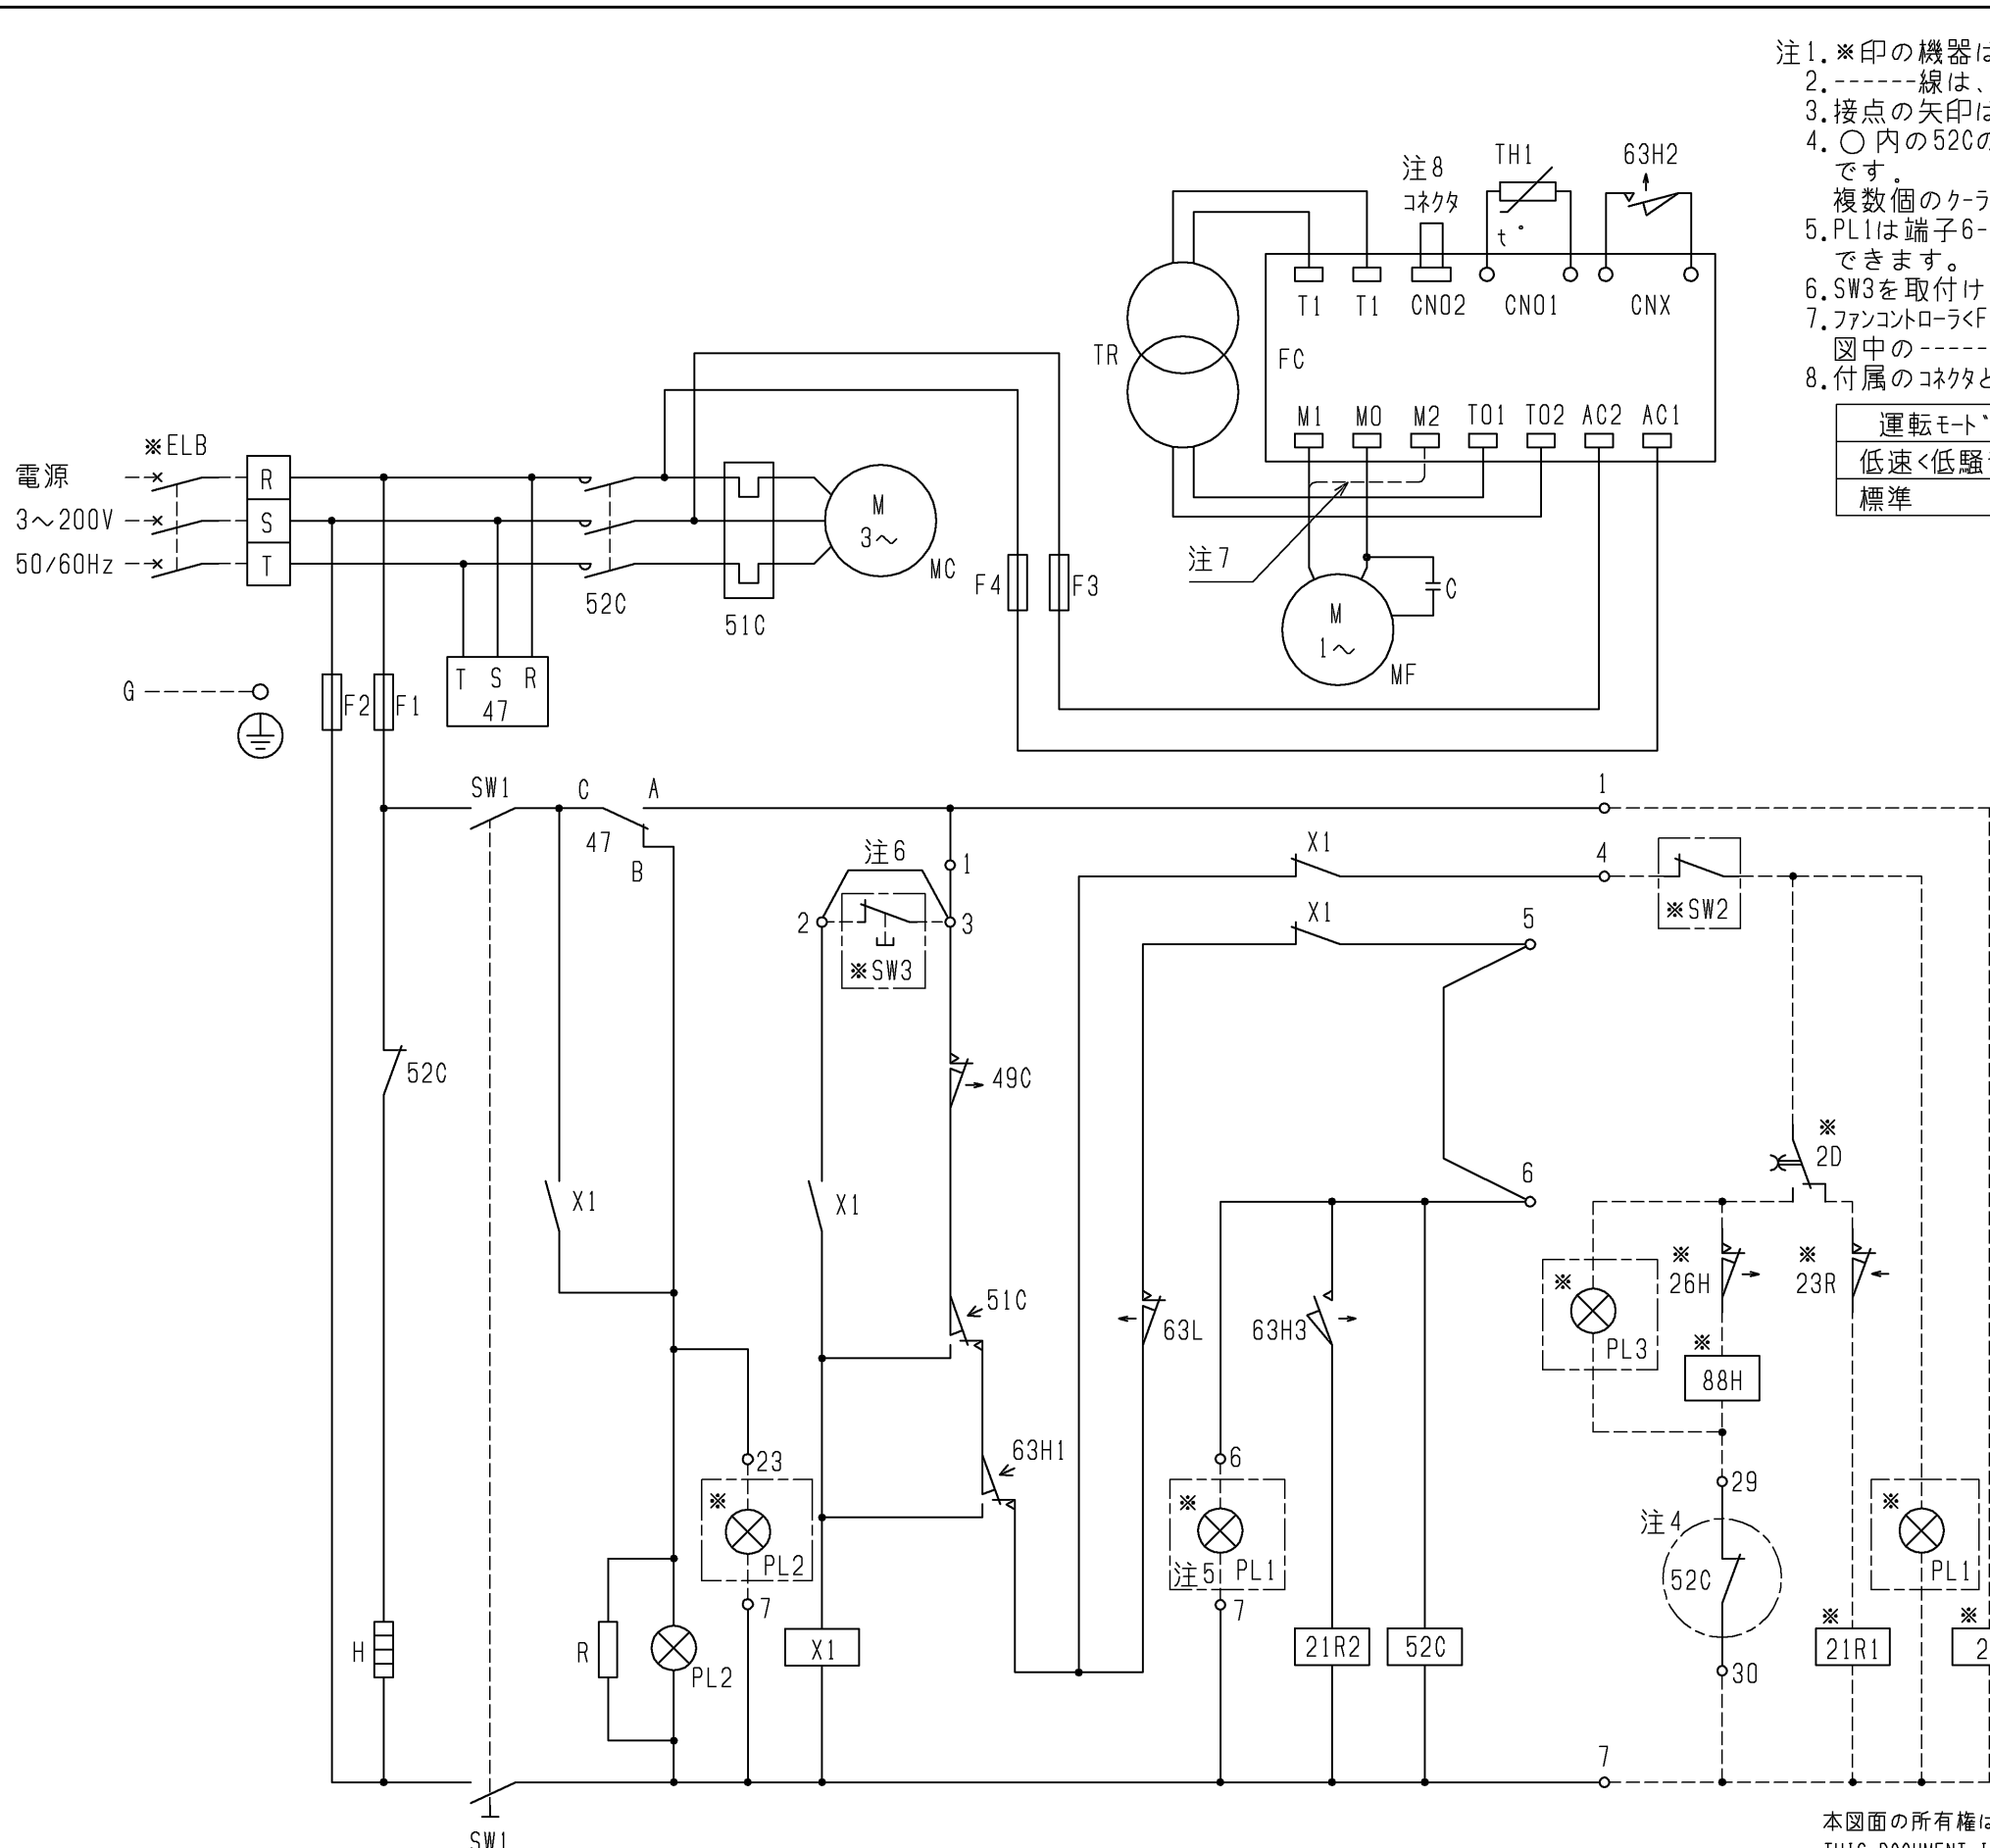 注1.※印の機器は
2.------線は、
3.接点の矢印は
4.○内の52Cの
です。
複数個のクーラ
5.PL1は端子6-
できます。
6.SW3を取付け
7.ファンコントローラ<F
図中の-----
8.付属のコネクタと
運転モード
低速<低騒
標準
注8
コネクタ
TH1
63H2
t°
T1 T1 CN02 CN01 CNX
TR
FC
M1 M0 M2 T01 T02 AC2 AC1
※ELB
電源
3～200V
50/60Hz
R
S
T
52C
51C
M
3～
MC
F4
F3
注7
M
1～
MF
C
G
F2
F1
T S R
47
SW1
C
A
47
B
1
注6
1
2
3
※SW3
X1
4
※SW2
X1
5
52C
49C
※
2D
6
X1
X1
51C
63L
63H3
※
PL3
※
26H
※
23R
※
88H
63H1
23
※
PL2
7
6
※
注5
PL1
7
29
注4
52C
30
※
PL1
H
R
PL2
X1
21R2
52C
※
21R1
※
2
7
SW1
本図面の所有権は